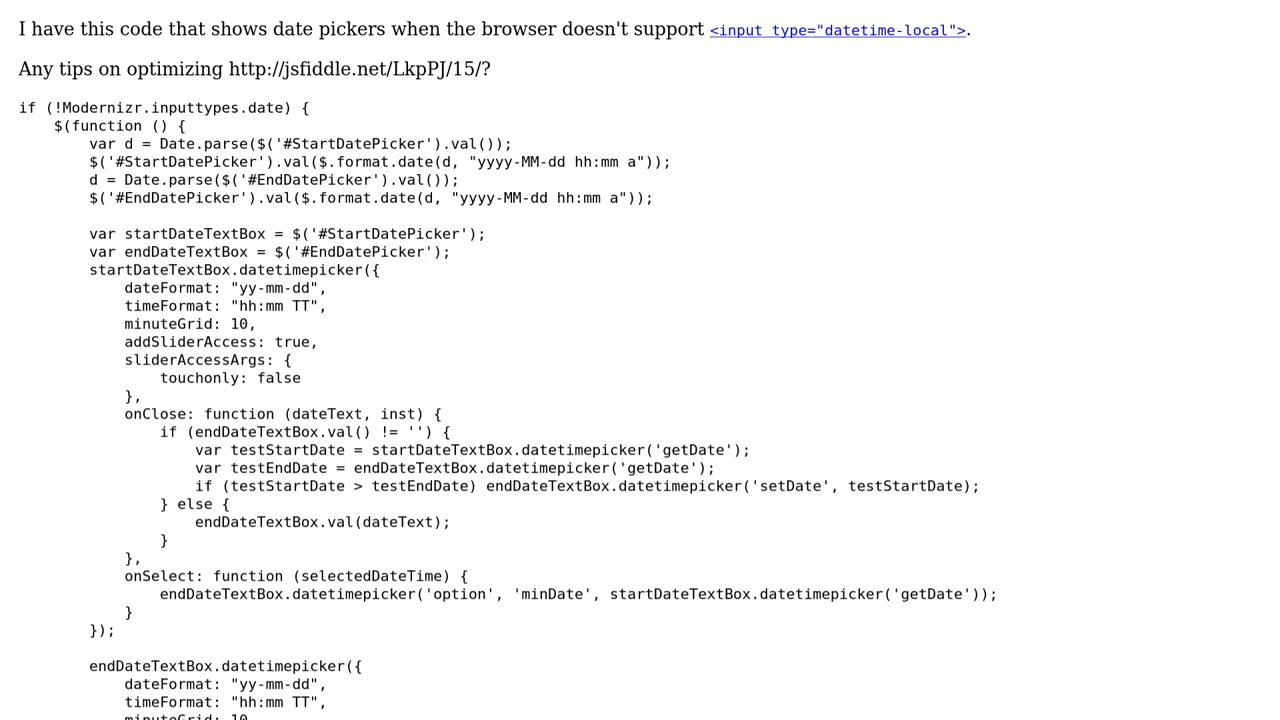 I have this code that shows date pickers when the browser doesn't support <input type="datetime-local">.
Any tips on optimizing http://jsfiddle.net/LkpPJ/15/?
if (!Modernizr.inputtypes.date) {
    $(function () {
        var d = Date.parse($('#StartDatePicker').val());
        $('#StartDatePicker').val($.format.date(d, "yyyy-MM-dd hh:mm a"));
        d = Date.parse($('#EndDatePicker').val());
        $('#EndDatePicker').val($.format.date(d, "yyyy-MM-dd hh:mm a"));

        var startDateTextBox = $('#StartDatePicker');
        var endDateTextBox = $('#EndDatePicker');
        startDateTextBox.datetimepicker({
            dateFormat: "yy-mm-dd",
            timeFormat: "hh:mm TT",
            minuteGrid: 10,
            addSliderAccess: true,
            sliderAccessArgs: {
                touchonly: false
            },
            onClose: function (dateText, inst) {
                if (endDateTextBox.val() != '') {
                    var testStartDate = startDateTextBox.datetimepicker('getDate');
                    var testEndDate = endDateTextBox.datetimepicker('getDate');
                    if (testStartDate > testEndDate) endDateTextBox.datetimepicker('setDate', testStartDate);
                } else {
                    endDateTextBox.val(dateText);
                }
            },
            onSelect: function (selectedDateTime) {
                endDateTextBox.datetimepicker('option', 'minDate', startDateTextBox.datetimepicker('getDate'));
            }
        });

        endDateTextBox.datetimepicker({
            dateFormat: "yy-mm-dd",
            timeFormat: "hh:mm TT",
            minuteGrid: 10